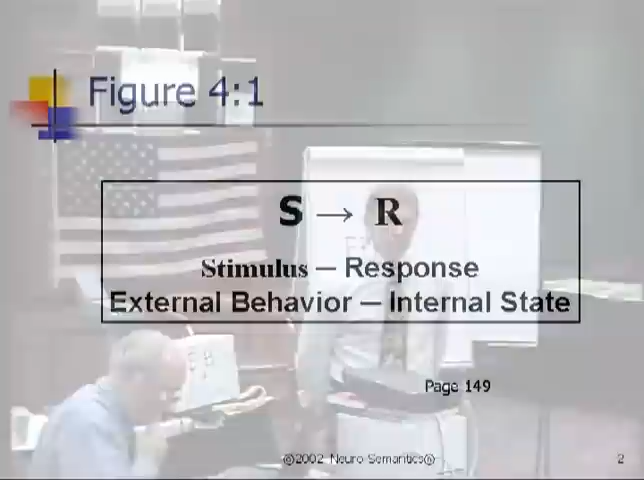 Figure 4:1
S → R
Stimulus – Response
External Behavior – Internal State
Page 149
©2002 Neuro-Semantics®
2